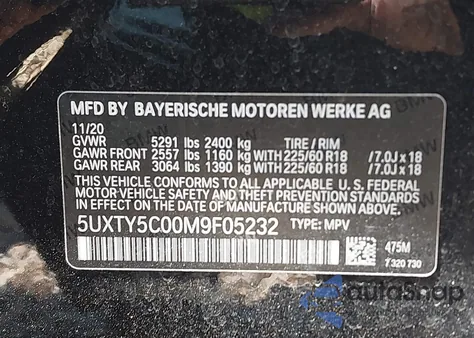 MFD BY BAYERISCHE MOTOREN WERKE AG
11/20
GVWR 5291 lbs 2400 kg TIRE / RIM
GAWR FRONT 2557 lbs 1160 kg WITH 225/60 R18 /7.0J x 18
GAWR REAR 3064 lbs 1390 kg WITH 225/60 R18 /7.0J x 18
THIS VEHICLE CONFORMS TO ALL APPLICABLE U.S. FEDERAL
MOTOR VEHICLE SAFETY AND THEFT PREVENTION STANDARDS
IN EFFECT ON THE DATE OF MANUFACTURE SHOWN ABOVE.
5UXTY5C00M9F05232 TYPE: MPV
475M
7 320 730
autosnap